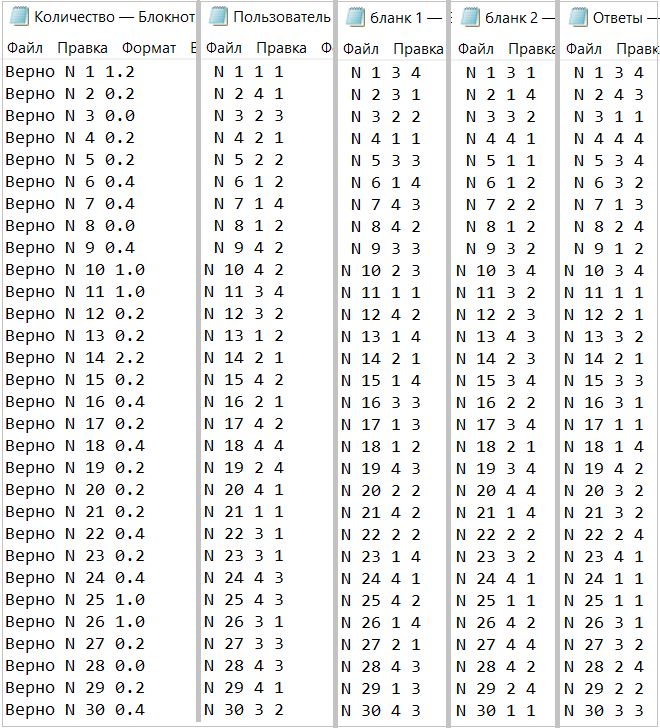 Количество — Блокнот
Файл Правка Формат
Верно N 1 1.2
Верно N 2 0.2
Верно N 3 0.0
Верно N 4 0.2
Верно N 5 0.2
Верно N 6 0.4
Верно N 7 0.4
Верно N 8 0.0
Верно N 9 0.4
Верно N 10 1.0
Верно N 11 1.0
Верно N 12 0.2
Верно N 13 0.2
Верно N 14 2.2
Верно N 15 0.2
Верно N 16 0.4
Верно N 17 0.2
Верно N 18 0.4
Верно N 19 0.2
Верно N 20 0.2
Верно N 21 0.2
Верно N 22 0.4
Верно N 23 0.2
Верно N 24 0.4
Верно N 25 1.0
Верно N 26 1.0
Верно N 27 0.2
Верно N 28 0.0
Верно N 29 0.2
Верно N 30 0.4
Пользователь
Файл Правка
N 1 1 1
N 2 4 1
N 3 2 3
N 4 2 1
N 5 2 2
N 6 1 2
N 7 1 4
N 8 1 2
N 9 4 2
N 10 4 2
N 11 3 4
N 12 3 2
N 13 1 2
N 14 2 1
N 15 4 2
N 16 2 1
N 17 4 2
N 18 4 4
N 19 2 4
N 20 4 1
N 21 1 1
N 22 3 1
N 23 3 1
N 24 4 3
N 25 4 3
N 26 3 1
N 27 3 3
N 28 4 3
N 29 4 1
N 30 3 2
бланк 1 —
Файл Правка
N 1 3 4
N 2 3 1
N 3 2 2
N 4 1 1
N 5 3 3
N 6 1 4
N 7 4 3
N 8 4 2
N 9 3 3
N 10 2 3
N 11 1 1
N 12 4 2
N 13 1 4
N 14 2 1
N 15 1 4
N 16 3 3
N 17 1 3
N 18 1 2
N 19 4 3
N 20 2 2
N 21 4 2
N 22 2 2
N 23 1 4
N 24 4 1
N 25 4 2
N 26 1 4
N 27 2 1
N 28 4 3
N 29 1 3
N 30 4 3
бланк 2 —
Файл Правка
N 1 3 1
N 2 1 4
N 3 3 2
N 4 4 1
N 5 1 1
N 6 1 2
N 7 2 2
N 8 1 2
N 9 3 2
N 10 3 4
N 11 3 2
N 12 2 3
N 13 4 3
N 14 2 3
N 15 3 4
N 16 2 2
N 17 3 4
N 18 2 1
N 19 3 4
N 20 4 4
N 21 1 4
N 22 2 2
N 23 3 2
N 24 4 1
N 25 1 1
N 26 4 2
N 27 4 4
N 28 4 2
N 29 2 4
N 30 1 1
Ответы —
Файл Правк
N 1 3 4
N 2 4 3
N 3 1 1
N 4 4 4
N 5 3 4
N 6 3 2
N 7 1 3
N 8 2 4
N 9 1 2
N 10 3 4
N 11 1 1
N 12 2 1
N 13 3 2
N 14 2 1
N 15 3 3
N 16 3 1
N 17 1 1
N 18 1 4
N 19 4 2
N 20 3 2
N 21 3 2
N 22 2 4
N 23 4 1
N 24 1 1
N 25 1 1
N 26 3 1
N 27 3 2
N 28 2 4
N 29 2 2
N 30 3 3